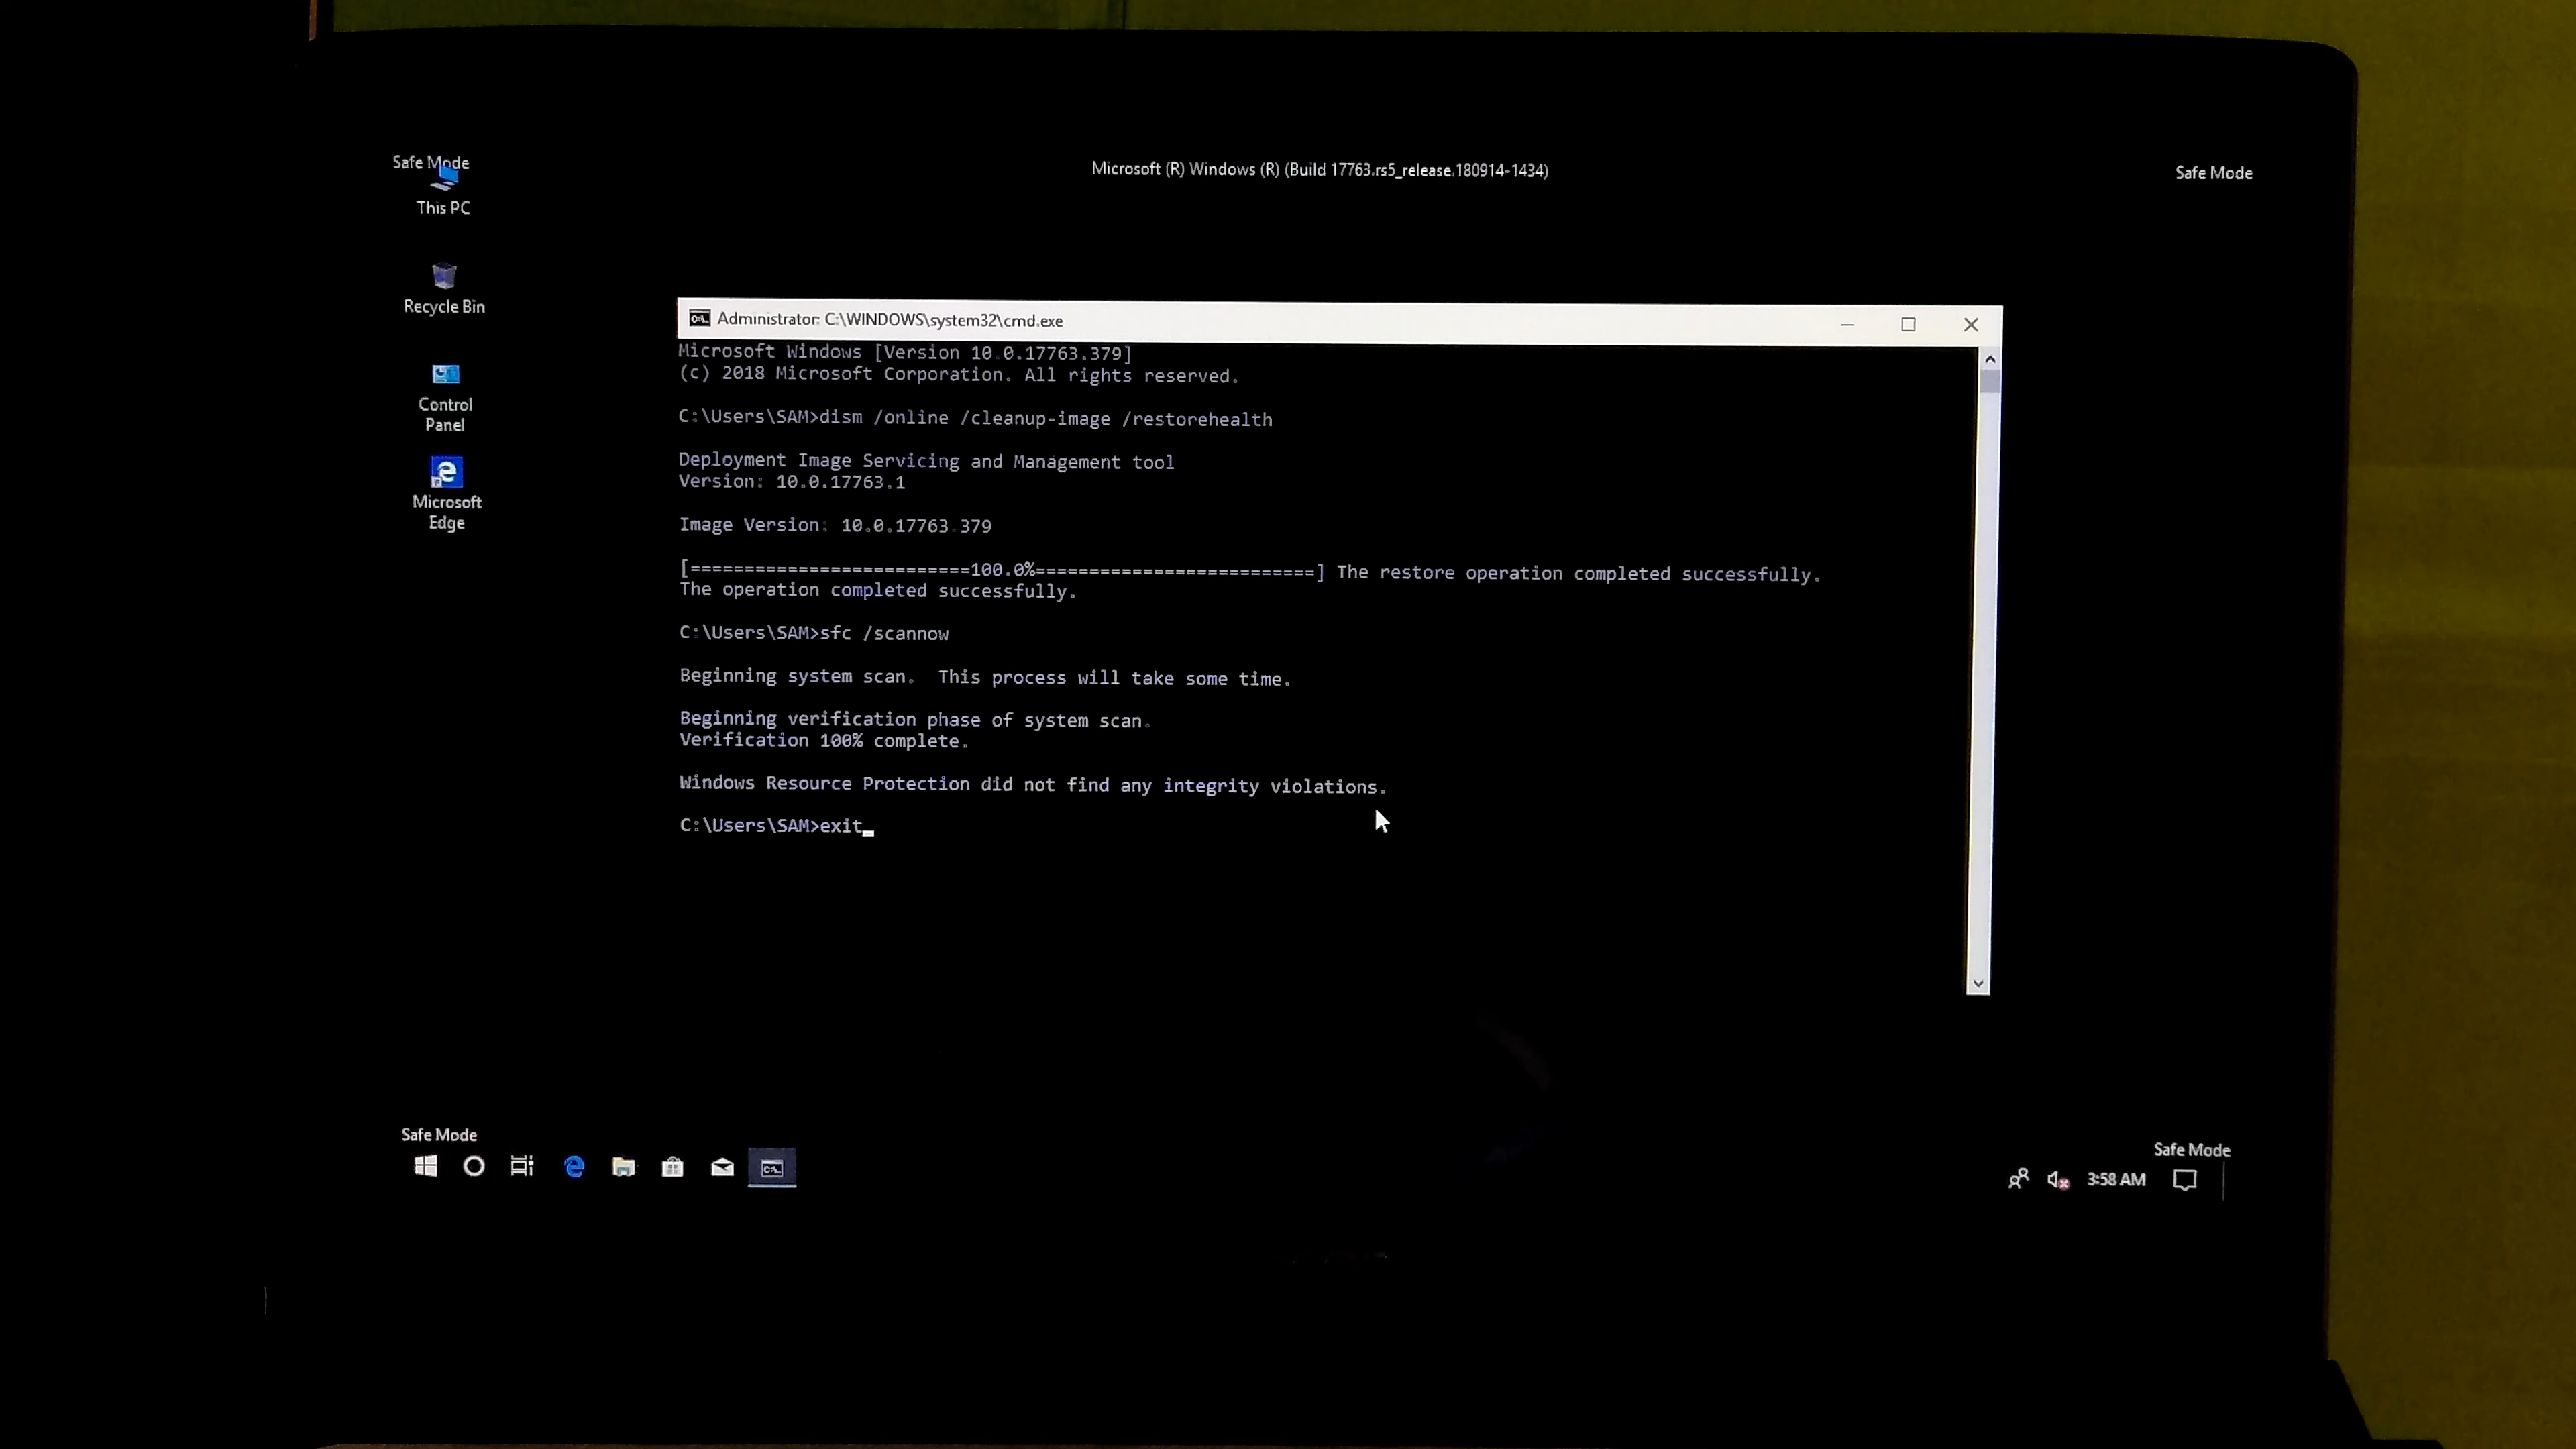 Safe Mode
Microsoft (R) Windows (R) (Build 17763.rs5_release.180914-1434)
Safe Mode
This PC
Recycle Bin
Control
Panel
Microsoft
Edge
Administrator: C:\WINDOWS\system32\cmd.exe
Microsoft Windows [Version 10.0.17763.379]
(c) 2018 Microsoft Corporation. All rights reserved.
C:\Users\SAM>dism /online /cleanup-image /restorehealth
Deployment Image Servicing and Management tool
Version: 10.0.17763.1
Image Version: 10.0.17763.379
[==========================100.0%==========================] The restore operation completed successfully.
The operation completed successfully.
C:\Users\SAM>sfc /scannow
Beginning system scan.  This process will take some time.
Beginning verification phase of system scan.
Verification 100% complete.
Windows Resource Protection did not find any integrity violations.
C:\Users\SAM>exit_
Safe Mode
Safe Mode
3:58 AM